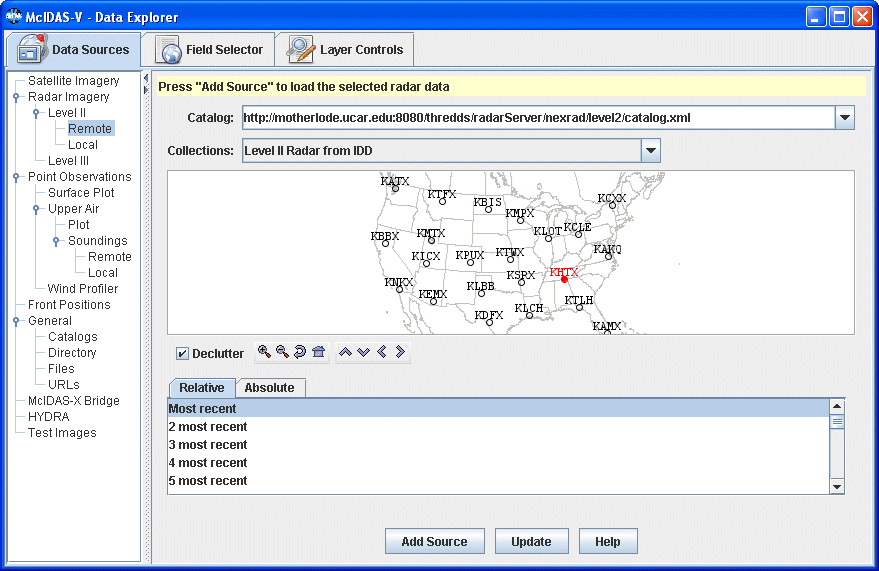 McIDAS-V - Data Explorer
Data Sources
Field Selector
Layer Controls
Satellite Imagery
Radar Imagery
Level II
Remote
Local
Level III
Point Observations
Surface Plot
Upper Air
Plot
Soundings
Remote
Local
Wind Profiler
Front Positions
General
Catalogs
Directory
Files
URLs
McIDAS-X Bridge
HYDRA
Test Images
Press "Add Source" to load the selected radar data
Catalog: http://motherlode.ucar.edu:8080/thredds/radarServer/nexrad/level2/catalog.xml
Collections: Level II Radar from IDD
KATX
KTFX
KBIS
KMPX
KCXX
KBBX
KMTX
KLOT
KCLE
KICX
KPUX
KTWX
KAKQ
KNKX
KEMX
KLBB
KSRX
KHTX
KDFX
KLCH
KTLH
KAMX
Declutter
Relative
Absolute
Most recent
2 most recent
3 most recent
4 most recent
5 most recent
Add Source
Update
Help